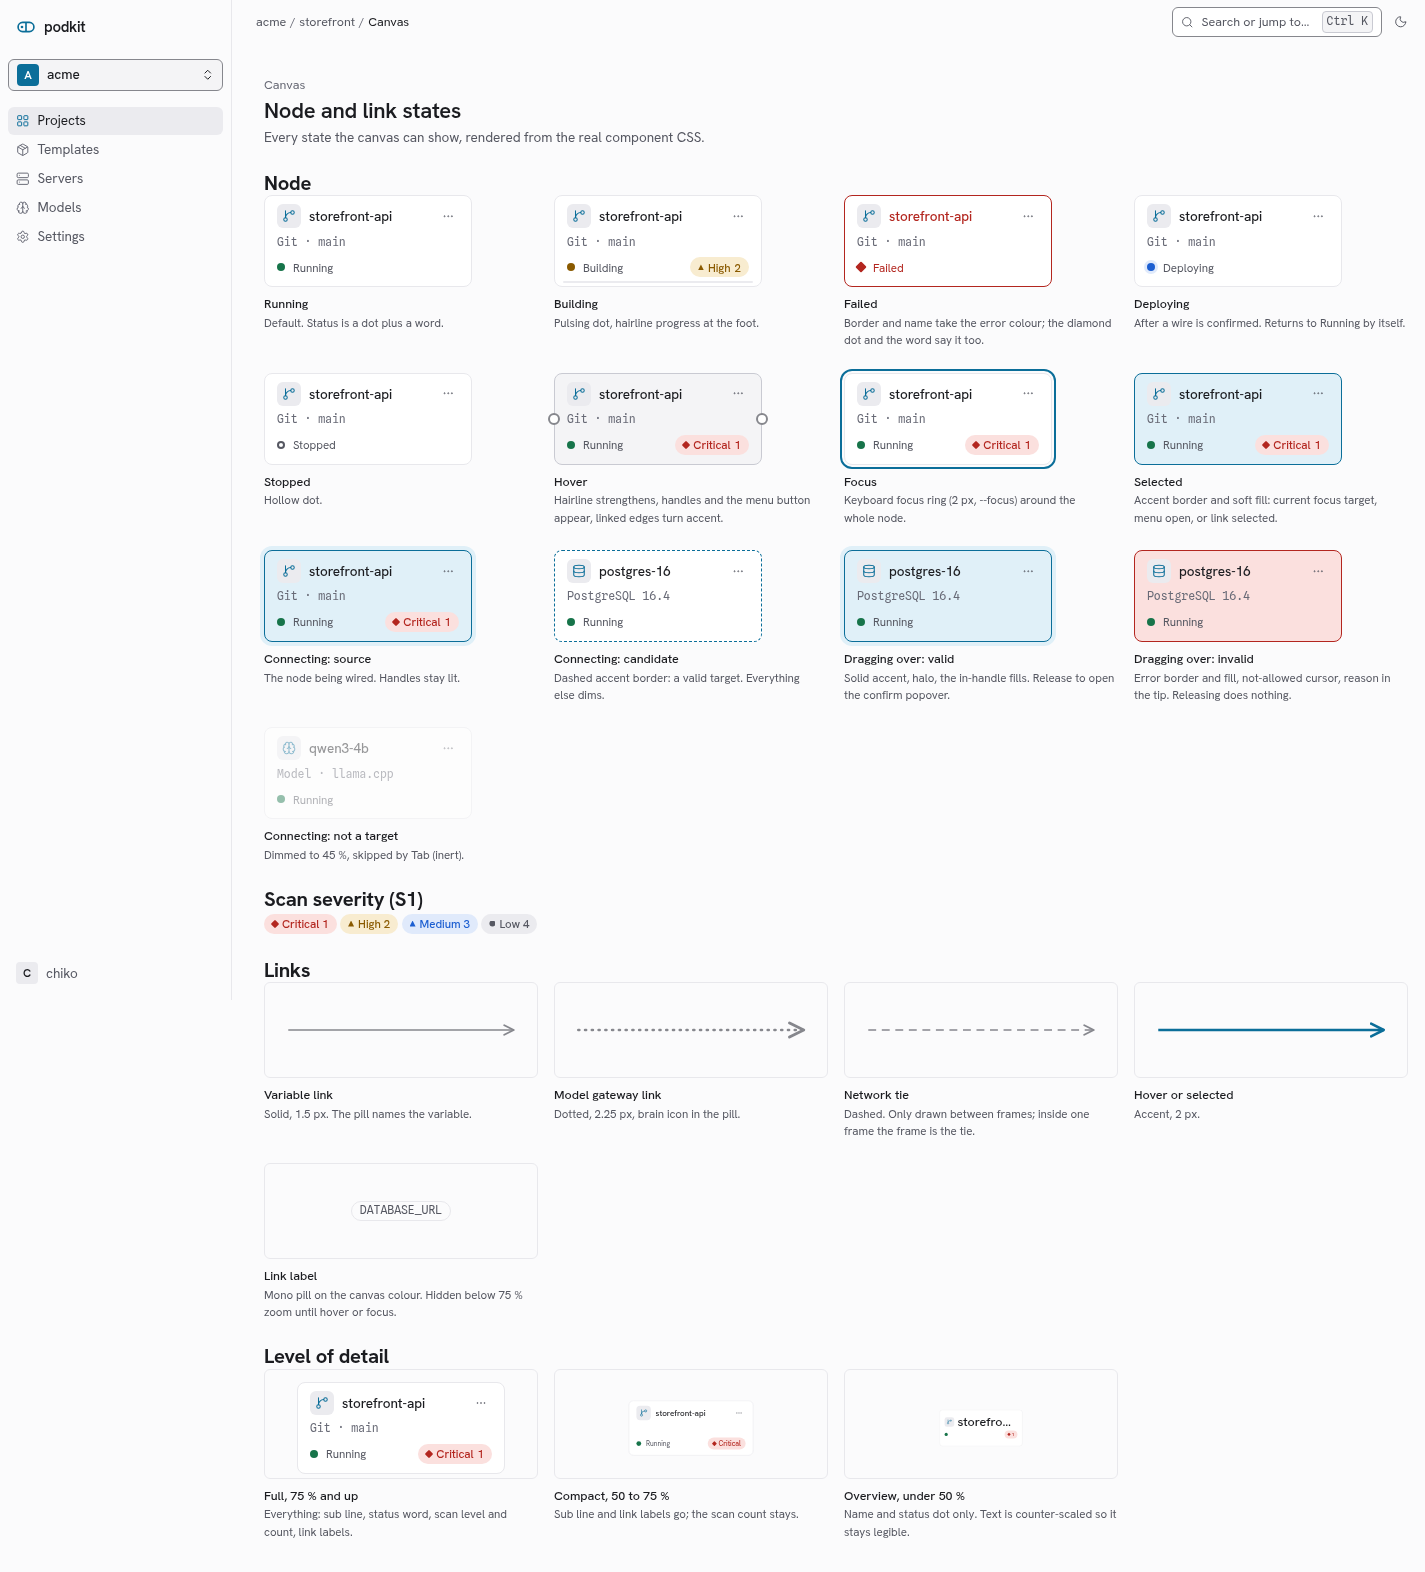 podkit
acme / storefront / Canvas
Search or jump to...
Ctrl K
A
acme
Projects
Templates
Servers
Models
Settings
C
chiko
Canvas
Node and link states
Every state the canvas can show, rendered from the real component CSS.
Node
storefront-api
Git · main
Running
Running
Default. Status is a dot plus a word.
storefront-api
Git · main
Building
High 2
Building
Pulsing dot, hairline progress at the foot.
storefront-api
Git · main
Failed
Failed
Border and name take the error colour; the diamond
dot and the word say it too.
storefront-api
Git · main
Deploying
Deploying
After a wire is confirmed. Returns to Running by itself.
storefront-api
Git · main
Stopped
Stopped
Hollow dot.
storefront-api
Git · main
Running
Critical 1
Hover
Hairline strengthens, handles and the menu button
appear, linked edges turn accent.
storefront-api
Git · main
Running
Critical 1
Focus
Keyboard focus ring (2 px, --focus) around the
whole node.
storefront-api
Git · main
Running
Critical 1
Selected
Accent border and soft fill: current focus target,
menu open, or link selected.
storefront-api
Git · main
Running
Critical 1
Connecting: source
The node being wired. Handles stay lit.
postgres-16
PostgreSQL 16.4
Running
Connecting: candidate
Dashed accent border: a valid target. Everything
else dims.
postgres-16
PostgreSQL 16.4
Running
Dragging over: valid
Solid accent, halo, the in-handle fills. Release to open
the confirm popover.
postgres-16
PostgreSQL 16.4
Running
Dragging over: invalid
Error border and fill, not-allowed cursor, reason in
the tip. Releasing does nothing.
qwen3-4b
Model · llama.cpp
Running
Connecting: not a target
Dimmed to 45 %, skipped by Tab (inert).
Scan severity (S1)
Critical 1
High 2
Medium 3
Low 4
Links
Variable link
Solid, 1.5 px. The pill names the variable.
Model gateway link
Dotted, 2.25 px, brain icon in the pill.
Network tie
Dashed. Only drawn between frames; inside one
frame the frame is the tie.
Hover or selected
Accent, 2 px.
DATABASE_URL
Link label
Mono pill on the canvas colour. Hidden below 75 %
zoom until hover or focus.
Level of detail
storefront-api
Git · main
Running
Critical 1
Full, 75 % and up
Everything: sub line, status word, scan level and
count, link labels.
storefront-api
Running
Critical
Compact, 50 to 75 %
Sub line and link labels go; the scan count stays.
storefro...
Overview, under 50 %
Name and status dot only. Text is counter-scaled so it
stays legible.